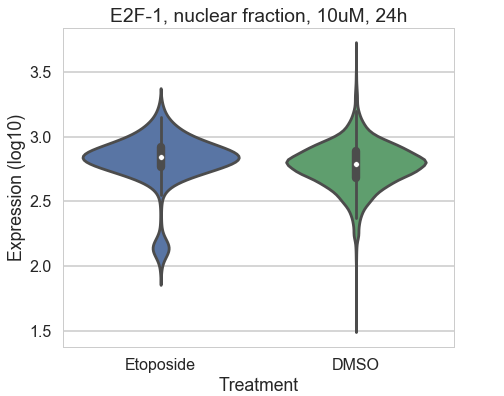 E2F-1, nuclear fraction, 10uM, 24h
Expression (log10)
3.5
3.0
2.5
2.0
1.5
Etoposide DMSO
Treatment